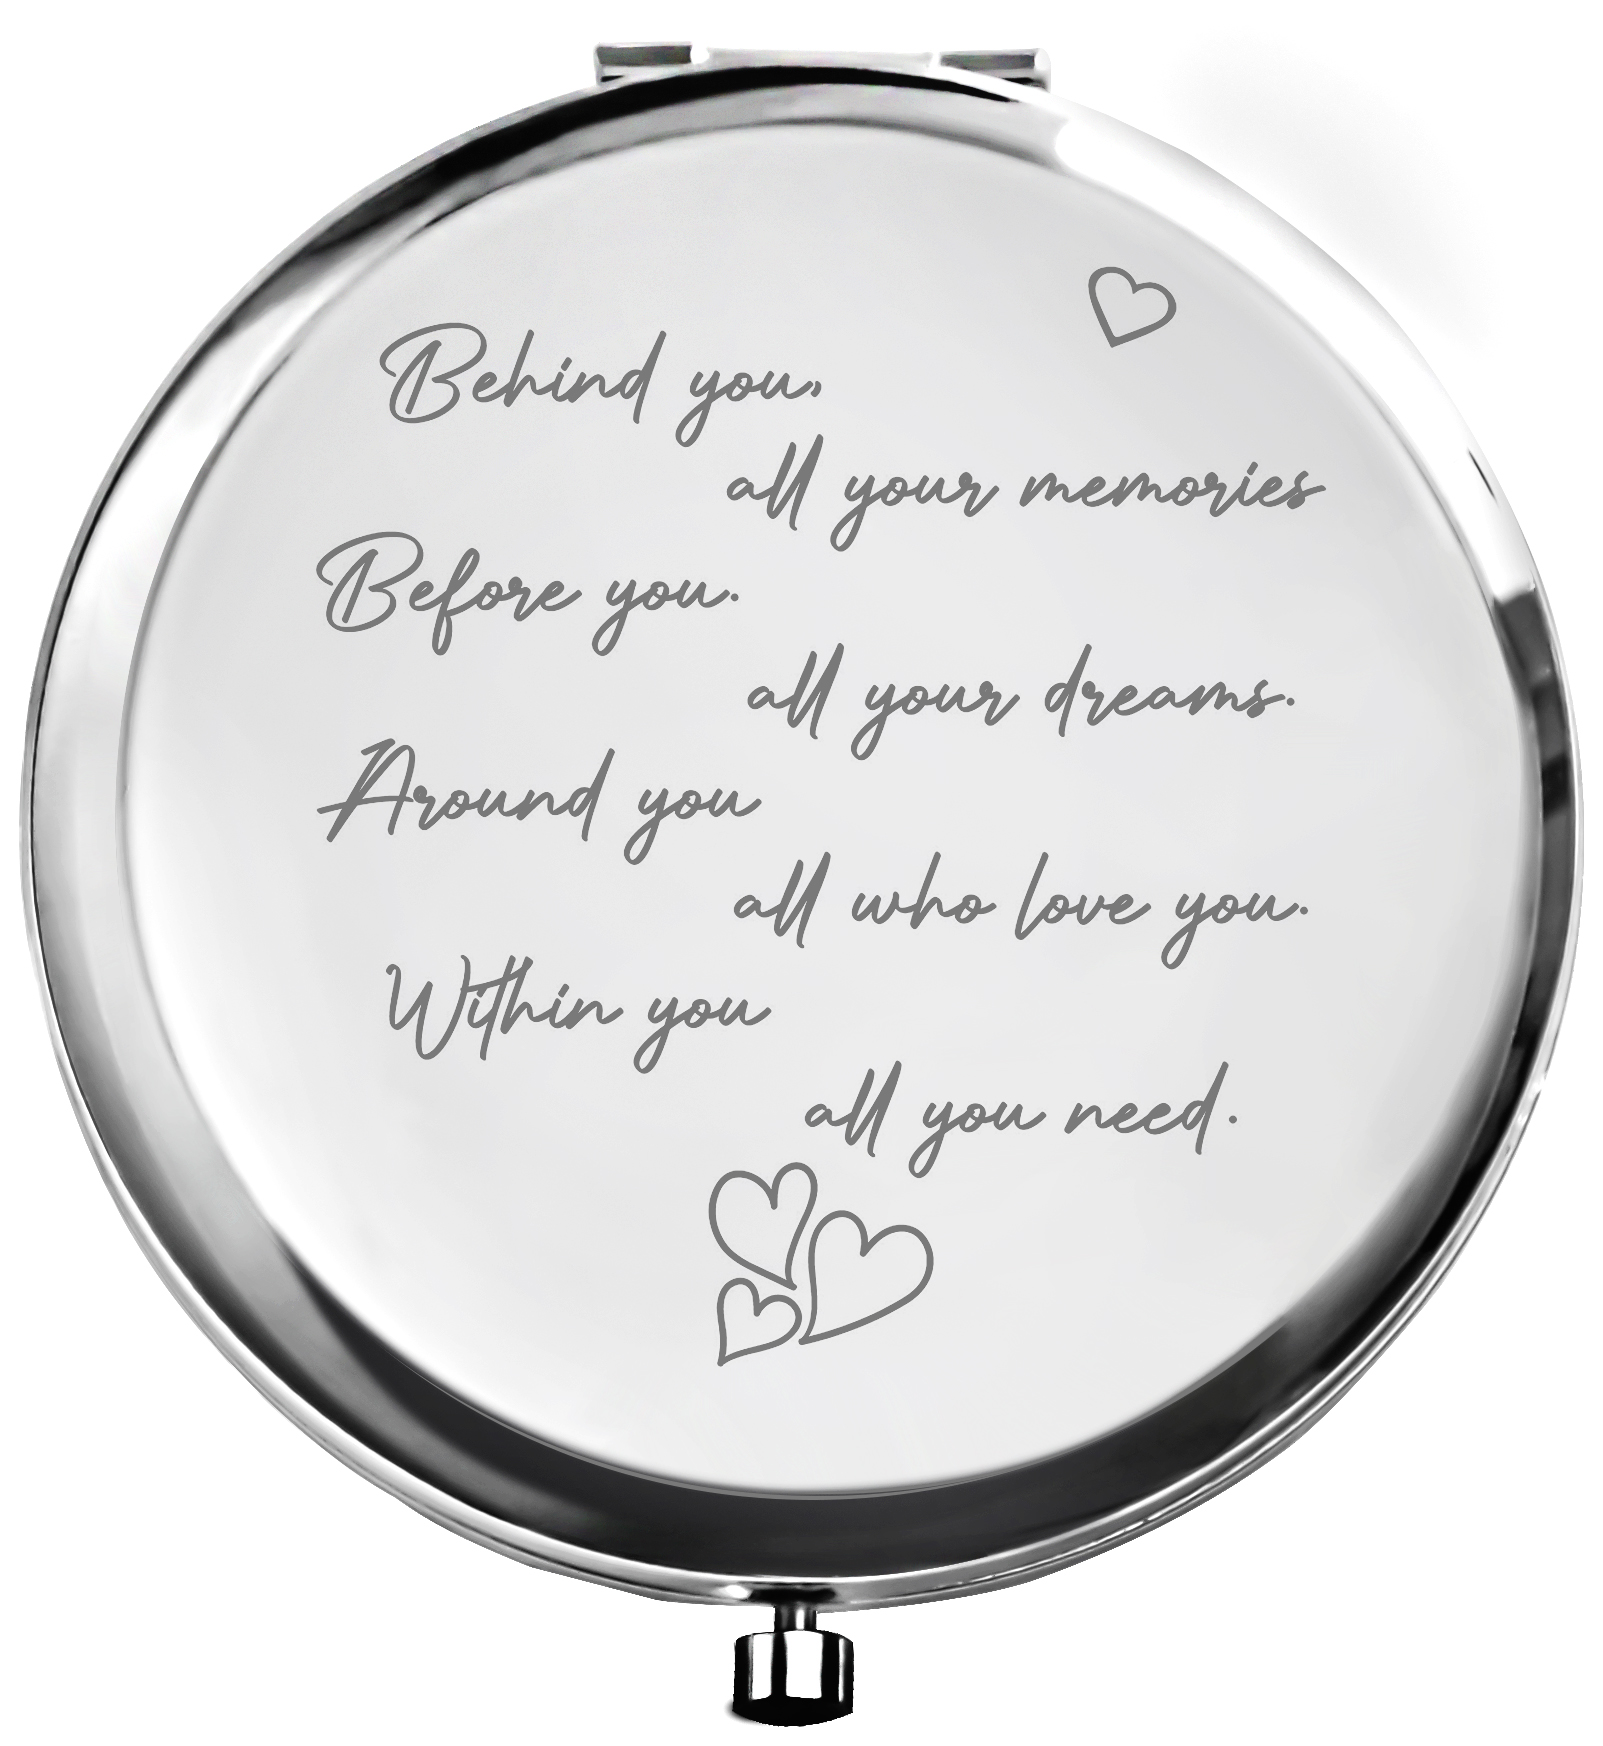 Behind you,
all your memories
Before you.
all your dreams.
Around you
all who love you.
Within you
all you need.